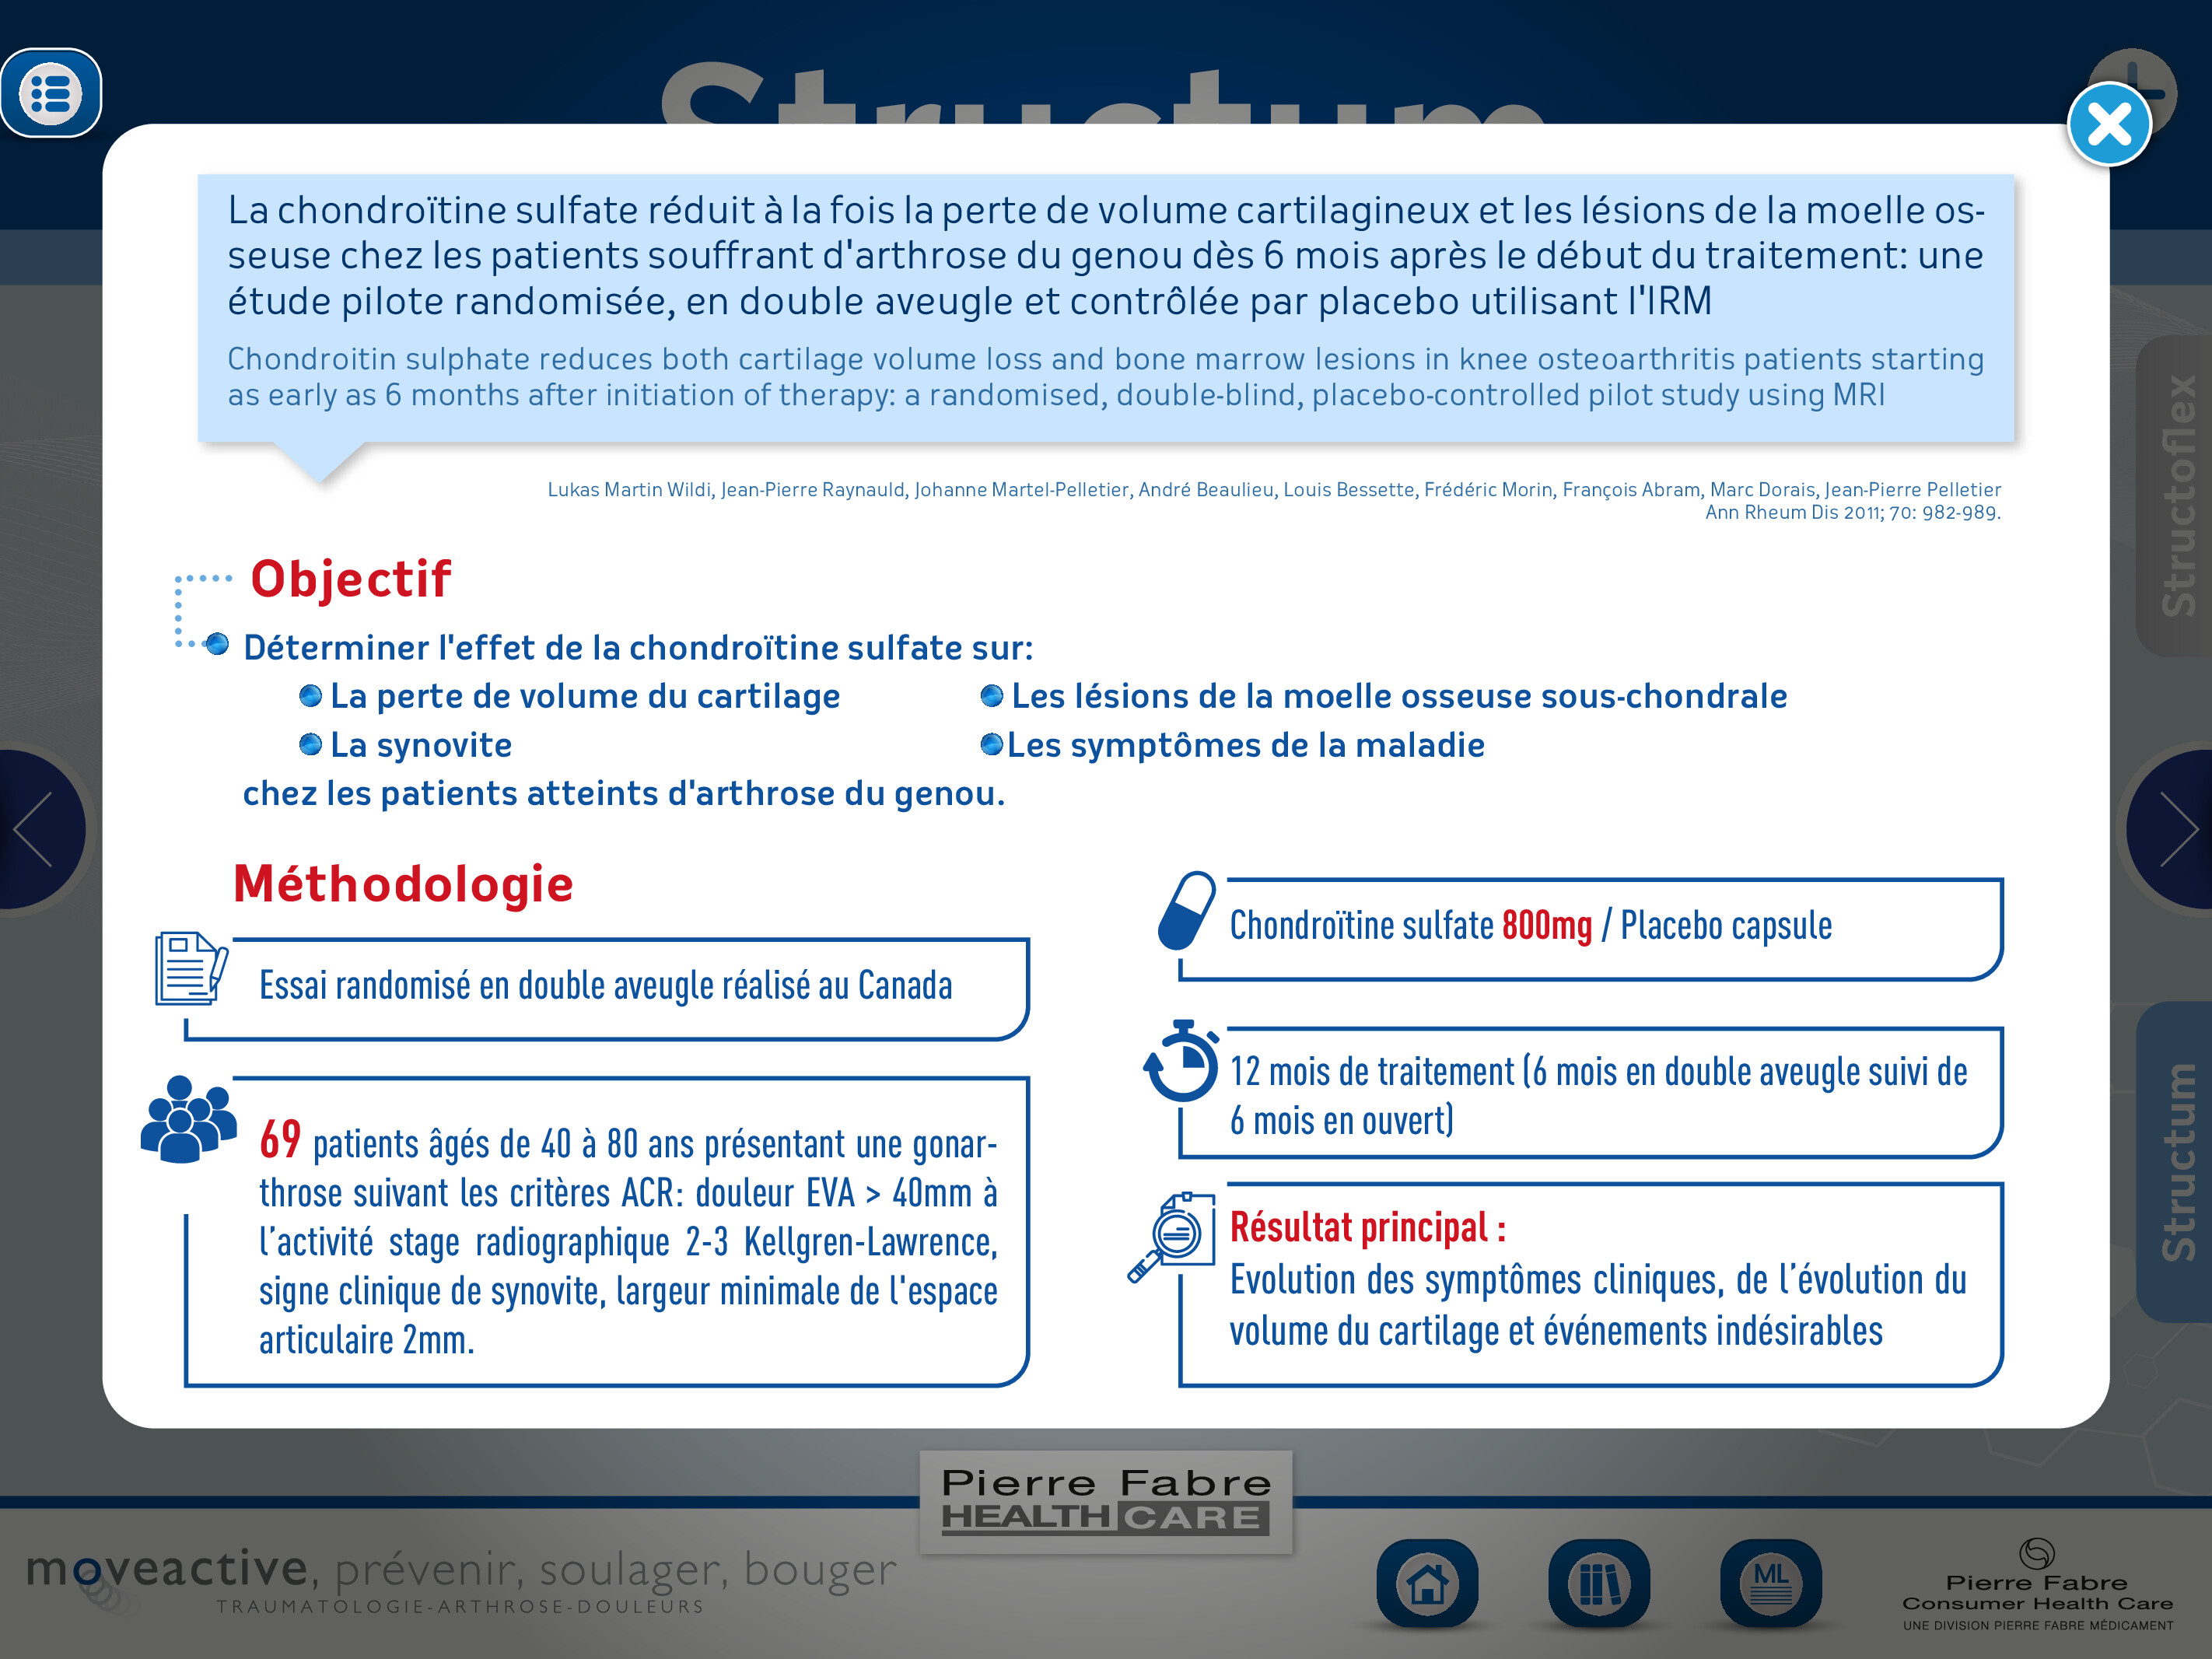 Structum
La chondroïtine sulfate réduit à la fois la perte de volume cartilagineux et les lésions de la moelle os-
seuse chez les patients souffrant d'arthrose du genou dès 6 mois après le début du traitement: une
étude pilote randomisée, en double aveugle et contrôlée par placebo utilisant l'IRM
Chondroitin sulphate reduces both cartilage volume loss and bone marrow lesions in knee osteoarthritis patients starting
as early as 6 months after initiation of therapy: a randomised, double-blind, placebo-controlled pilot study using MRI
Lukas Martin Wildi, Jean-Pierre Raynauld, Johanne Martel-Pelletier, André Beaulieu, Louis Bessette, Frédéric Morin, François Abram, Marc Dorais, Jean-Pierre Pelletier
Ann Rheum Dis 2011; 70: 982-989.
Objectif
Déterminer l'effet de la chondroïtine sulfate sur:
La perte de volume du cartilage
Les lésions de la moelle osseuse sous-chondrale
La synovite
Les symptômes de la maladie
chez les patients atteints d'arthrose du genou.
Méthodologie
Essai randomisé en double aveugle réalisé au Canada
69 patients âgés de 40 à 80 ans présentant une gonar-
throse suivant les critères ACR: douleur EVA > 40mm à
l'activité stage radiographique 2-3 Kellgren-Lawrence,
signe clinique de synovite, largeur minimale de l'espace
articulaire 2mm.
Chondroïtine sulfate 800mg / Placebo capsule
12 mois de traitement (6 mois en double aveugle suivi de
6 mois en ouvert)
Résultat principal :
Evolution des symptômes cliniques, de l'évolution du
volume du cartilage et événements indésirables
Structoflex
Structum
Pierre Fabre
HEALTH CARE
moveactive, prévenir, soulager, bouger
TRAUMATOLOGIE-ARTHROSE-DOULEURS
ML
Pierre Fabre
Consumer Health Care
UNE DIVISION PIERRE FABRE MÉDICAMENT